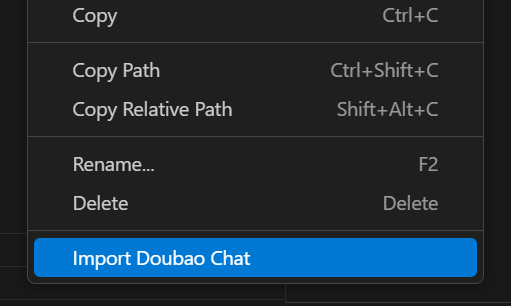 Copy Ctrl+C
Copy Path Ctrl+Shift+C
Copy Relative Path Shift+Alt+C
Rename... F2
Delete Delete
Import Doubao Chat